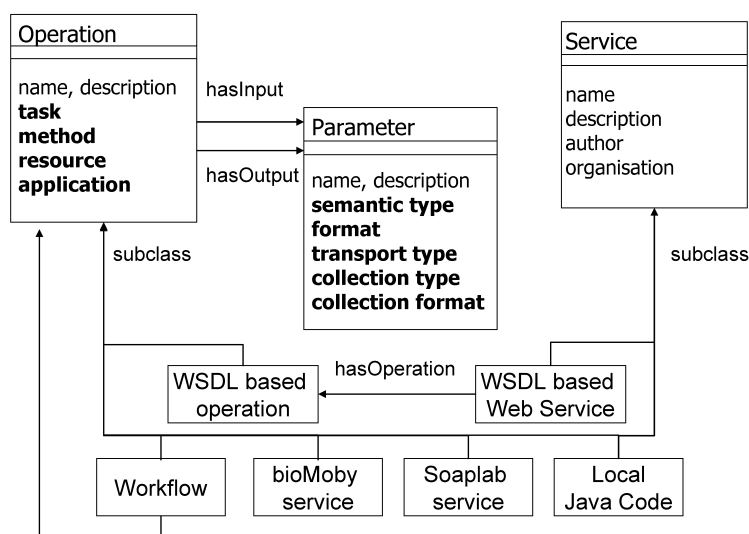 Operation
name, description
task
method
resource
application
hasInput
hasOutput
Parameter
name, description
semantic type
format
transport type
collection type
collection format
Service
name
description
author
organisation
subclass
subclass
WSDL based
operation
hasOperation
WSDL based
Web Service
Workflow
bioMoby
service
Soaplab
service
Local
Java Code